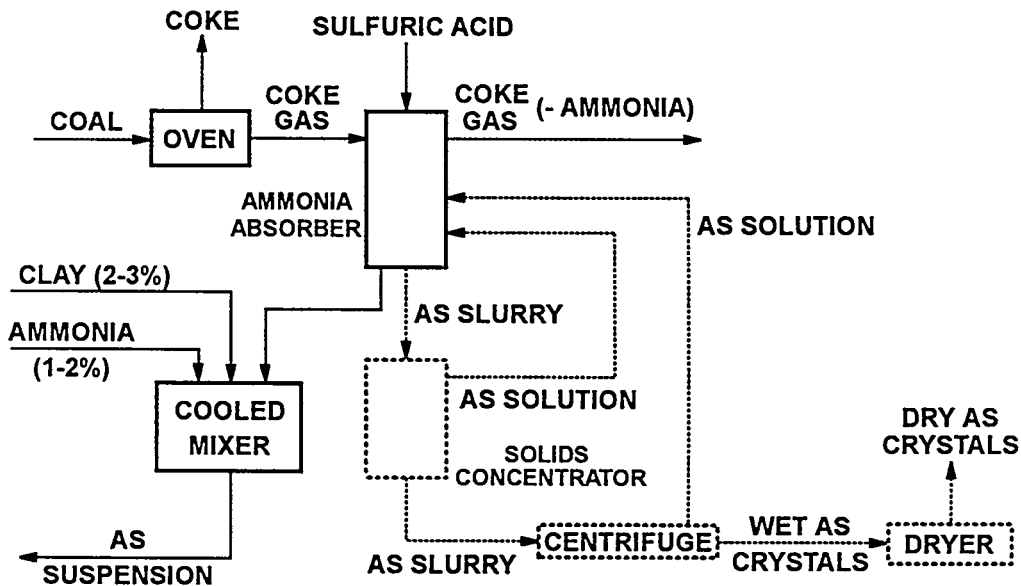 COKE
SULFURIC ACID
COAL
OVEN
COKE
GAS
COKE
GAS
(- AMMONIA)
AMMONIA
ABSORBER
AS SOLUTION
CLAY (2-3%)
AMMONIA
(1-2%)
AS SLURRY
COOLED
MIXER
AS SOLUTION
SOLIDS
CONCENTRATOR
DRY AS
CRYSTALS
AS
SUSPENSION
AS SLURRY
CENTRIFUGE
WET AS
CRYSTALS
DRYER